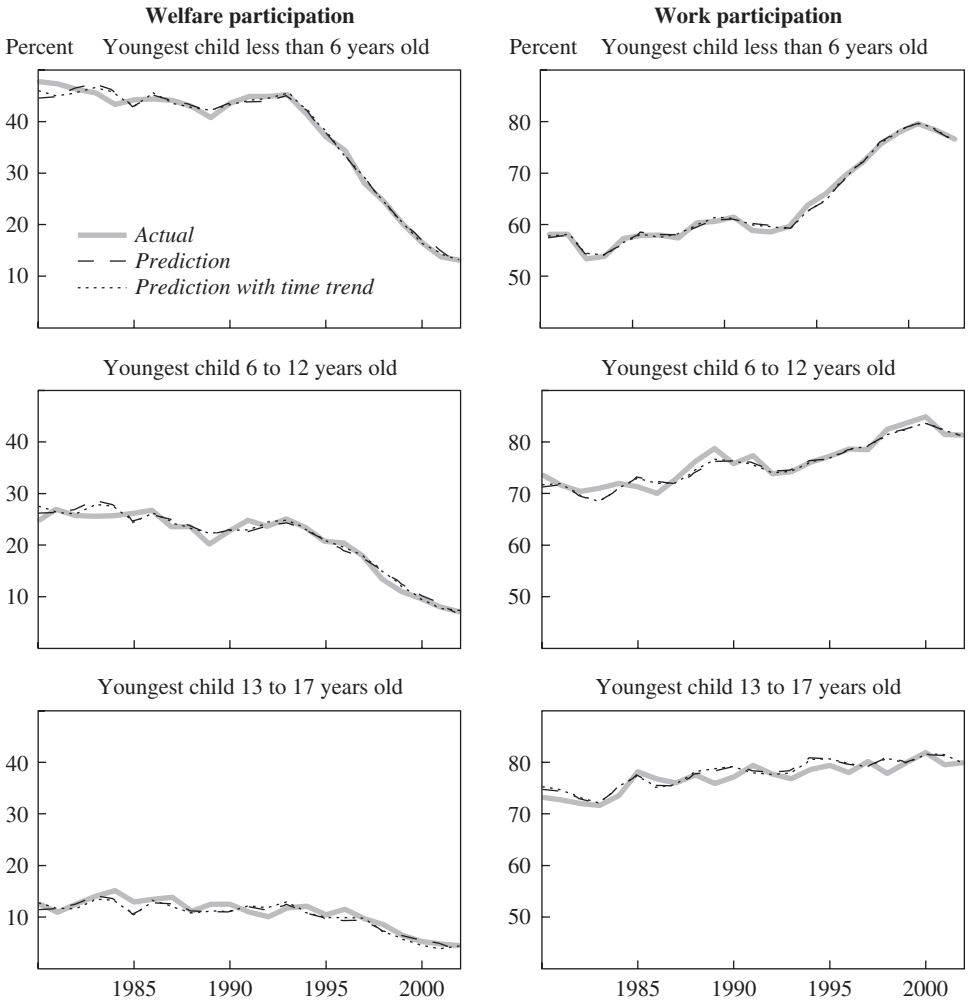 Welfare participation
Work participation
Percent Youngest child less than 6 years old
Percent Youngest child less than 6 years old
40
30
20
10
Actual
Prediction
Prediction with time trend
80
70
60
50
Youngest child 6 to 12 years old
Youngest child 6 to 12 years old
40
30
20
10
80
70
60
50
Youngest child 13 to 17 years old
Youngest child 13 to 17 years old
40
30
20
10
80
70
60
50
1985 1990 1995 2000
1985 1990 1995 2000